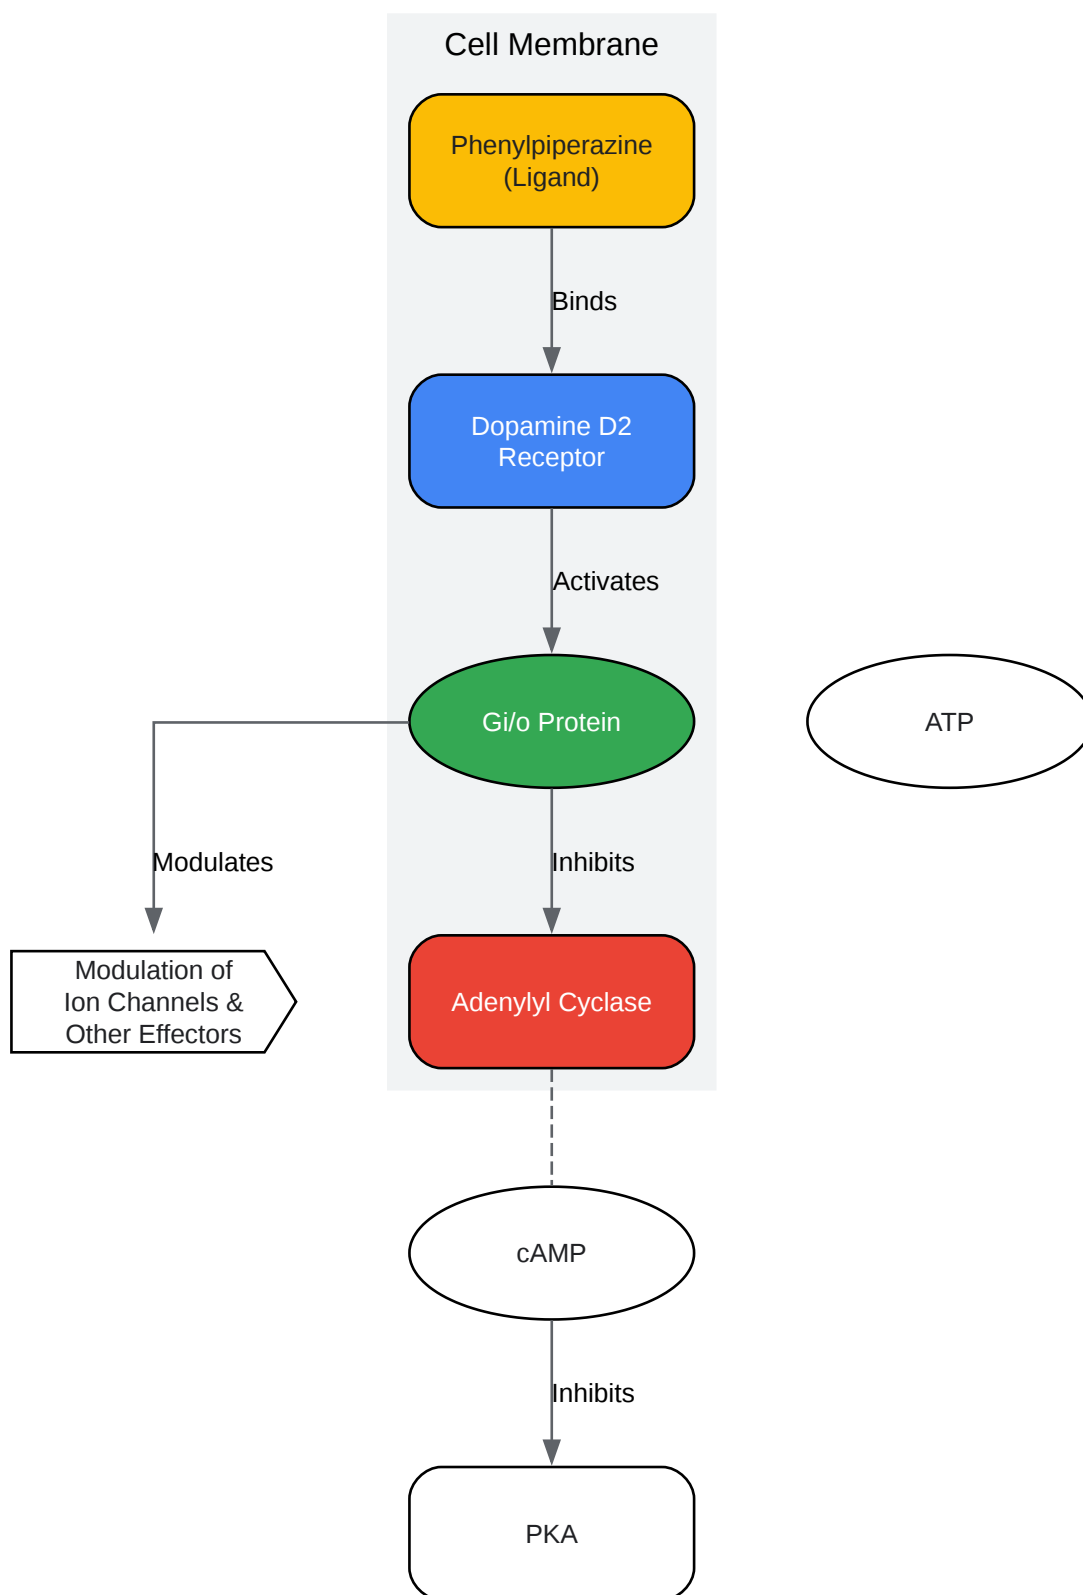 Cell Membrane
Phenylpiperazine
(Ligand)
Binds
Dopamine D2
Receptor
Activates
Gi/o Protein
ATP
Modulates
Inhibits
Modulation of
Ion Channels &
Other Effectors
Adenylyl Cyclase
cAMP
Inhibits
PKA